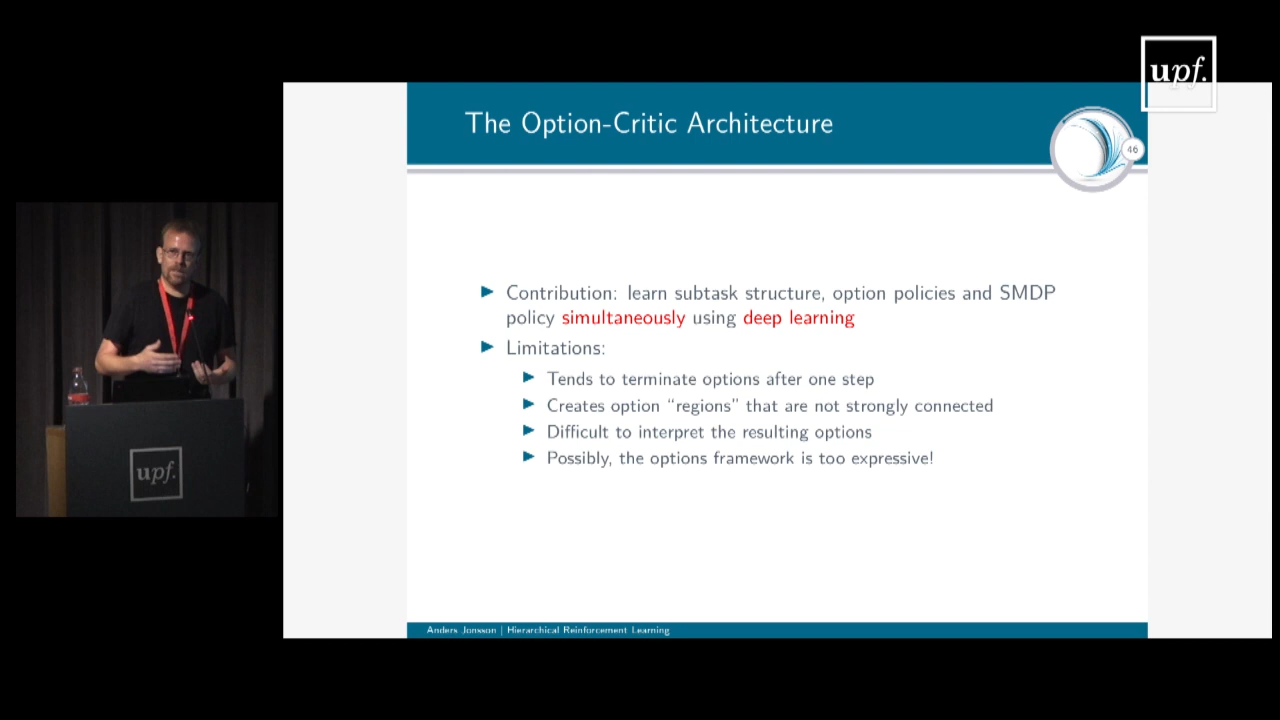 upf.
The Option-Critic Architecture
46
Contribution: learn subtask structure, option policies and SMDP
policy simultaneously using deep learning
Limitations:
Tends to terminate options after one step
Creates option “regions” that are not strongly connected
Difficult to interpret the resulting options
Possibly, the options framework is too expressive!
upf.
Anders Jonsson | Hierarchical Reinforcement Learning